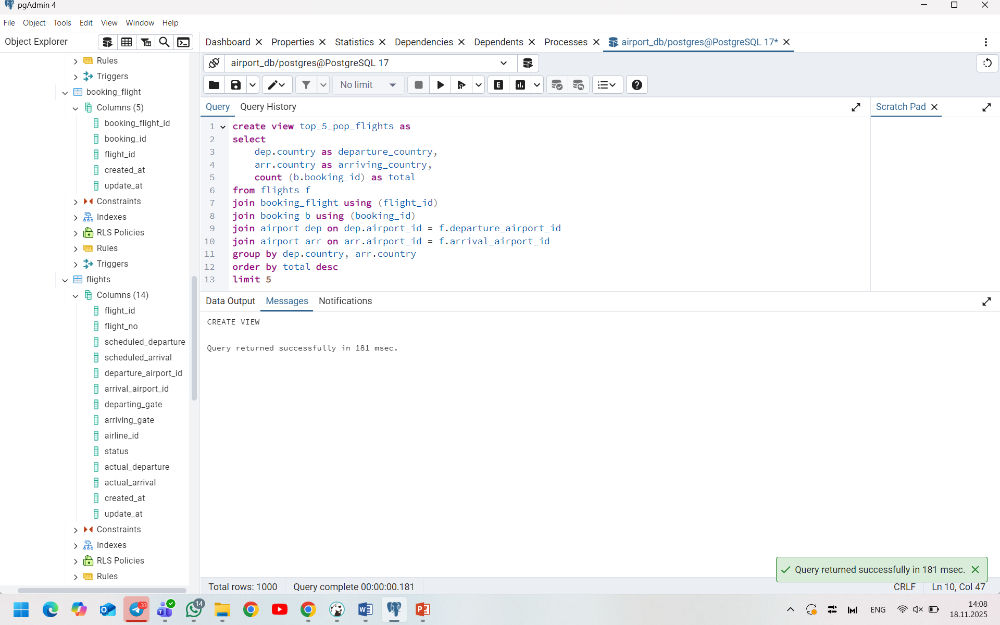 pgAdmin 4
File Object Tools Edit View Window Help
Object Explorer
Dashboard Properties Statistics Dependencies Dependents Processes airport_db/postgres@PostgreSQL 17*
airport_db/postgres@PostgreSQL 17
No limit
E
Query Query History
Scratch Pad
Rules
Triggers
booking_flight
Columns (5)
booking_flight_id
booking_id
flight_id
created_at
update_at
Constraints
Indexes
RLS Policies
Rules
Triggers
flights
Columns (14)
flight_id
flight_no
scheduled_departure
scheduled_arrival
departure_airport_id
arrival_airport_id
departing_gate
arriving_gate
airline_id
status
actual_departure
actual_arrival
created_at
update_at
Constraints
Indexes
RLS Policies
Rules
1 create view top_5_pop_flights as
2 select
3 dep.country as departure_country,
4 arr.country as arriving_country,
5 count (b.booking_id) as total
6 from flights f
7 join booking_flight using (flight_id)
8 join booking b using (booking_id)
9 join airport dep on dep.airport_id = f.departure_airport_id
10 join airport arr on arr.airport_id = f.arrival_airport_id
11 group by dep.country, arr.country
12 order by total desc
13 limit 5
Data Output Messages Notifications
CREATE VIEW
Query returned successfully in 181 msec.
Query returned successfully in 181 msec.
Total rows: 1000 Query complete 00:00:00.181 CRLF Ln 10, Col 47
..33
14
ENG
14:08
18.11.2025